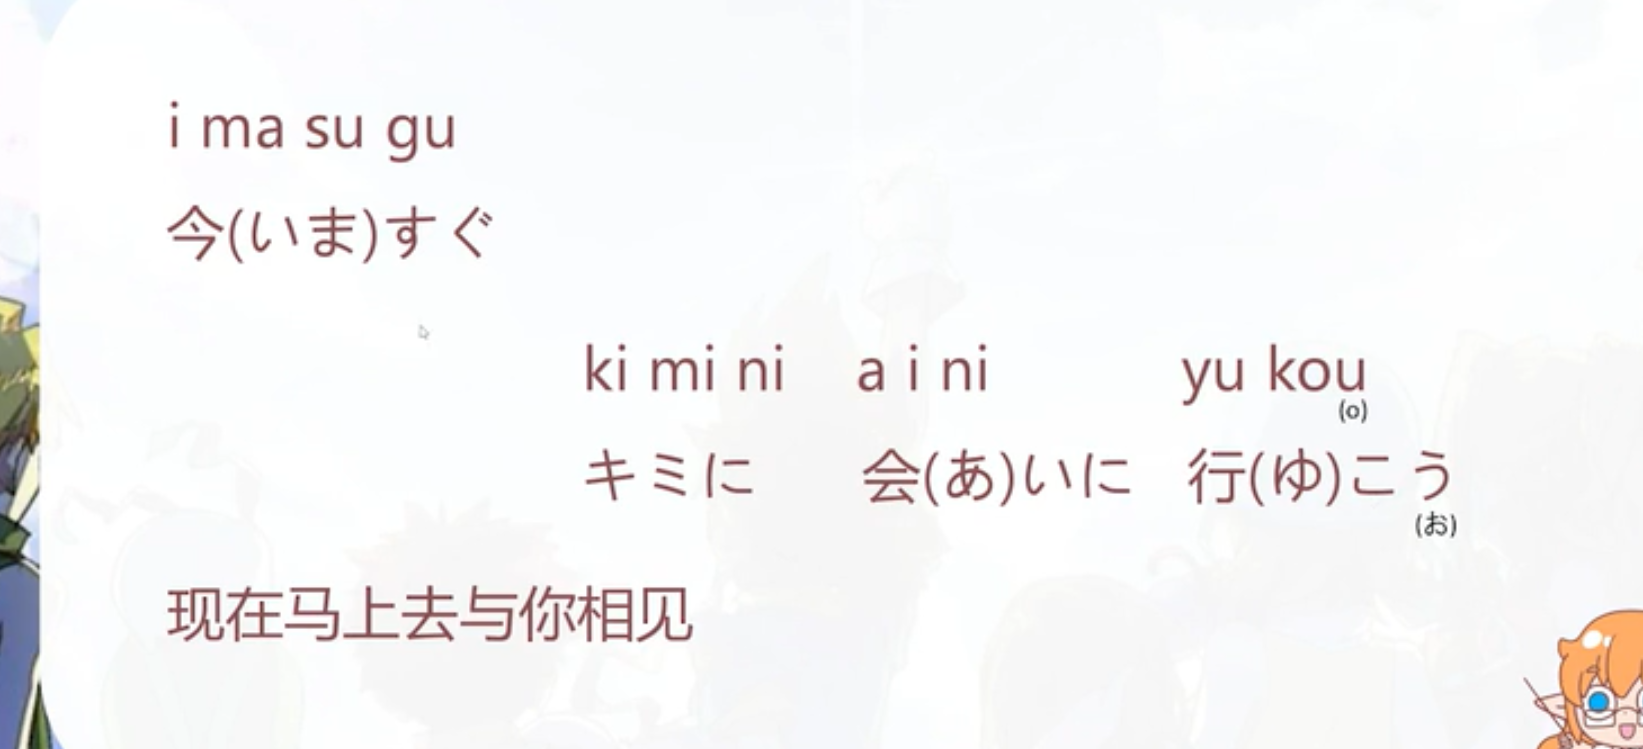 i ma su gu
今(いま)すぐ
ki mi ni a i ni yu kou
(o)
キミに 会(あ)いに 行(ゆ)こう
(お)
现在马上去与你相见